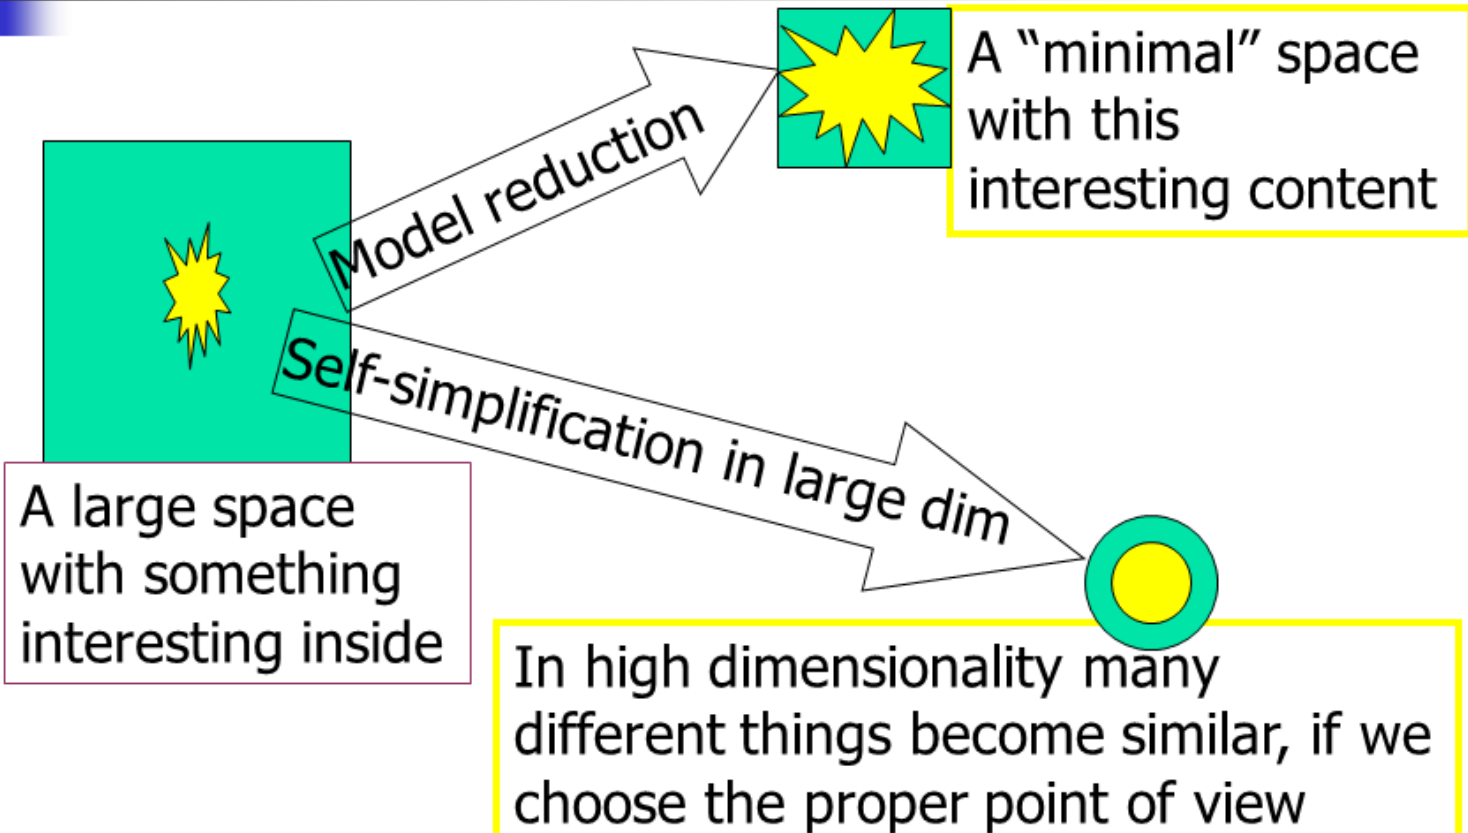 A “minimal” space
with this
interesting content
Model reduction
Self-simplification in large dim
A large space
with something
interesting inside
In high dimensionality many
different things become similar, if we
choose the proper point of view